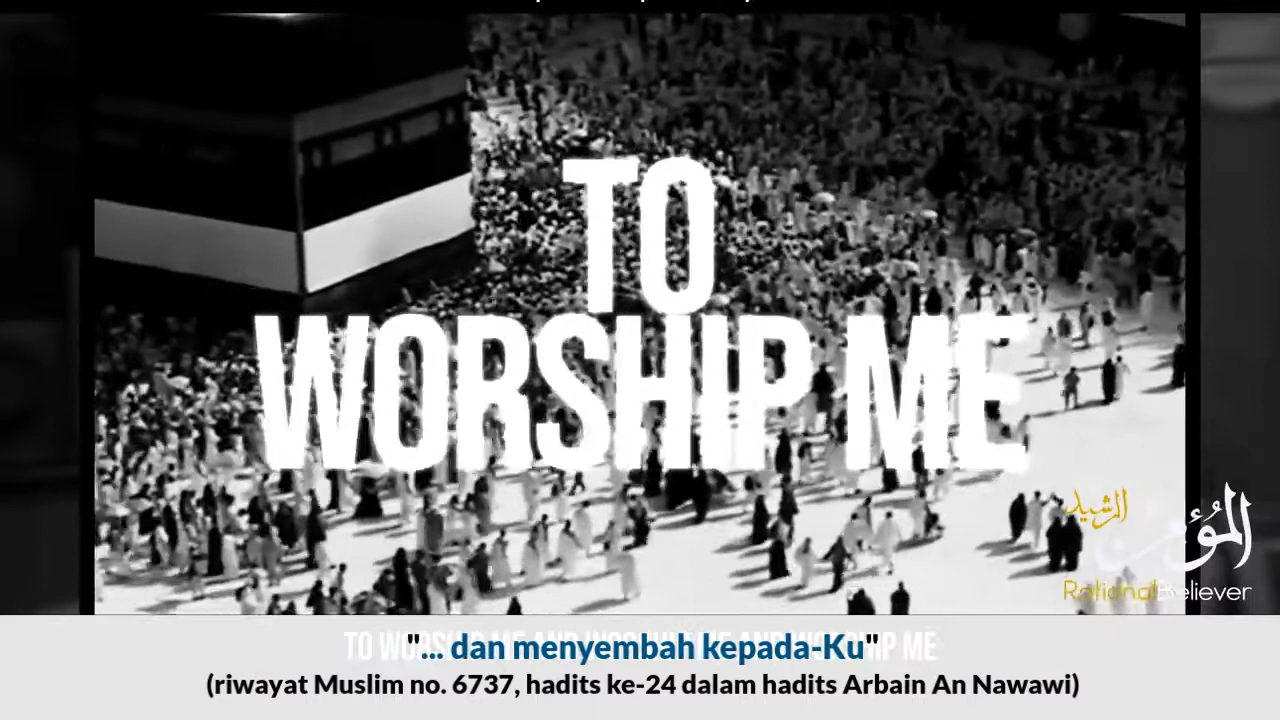 TO
WORSHIP ME
الرشيد
المؤمن
RationalBeliever
"... dan menyembah kepada-Ku"
(riwayat Muslim no. 6737, hadits ke-24 dalam hadits Arbain An Nawawi)